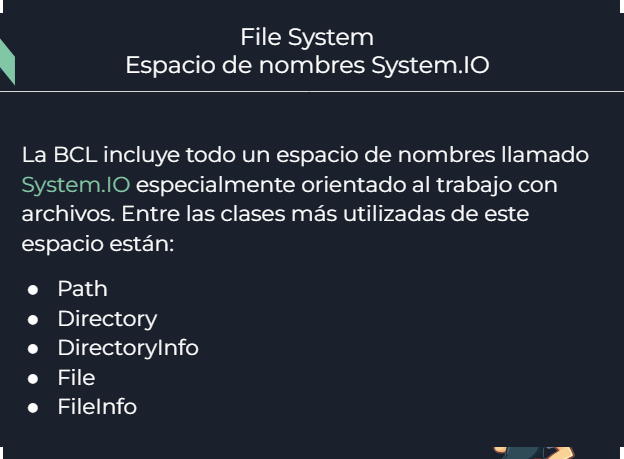 File System
Espacio de nombres System.IO
La BCL incluye todo un espacio de nombres llamado
System.IO especialmente orientado al trabajo con
archivos. Entre las clases más utilizadas de este
espacio están:
● Path
● Directory
● DirectoryInfo
● File
● FileInfo